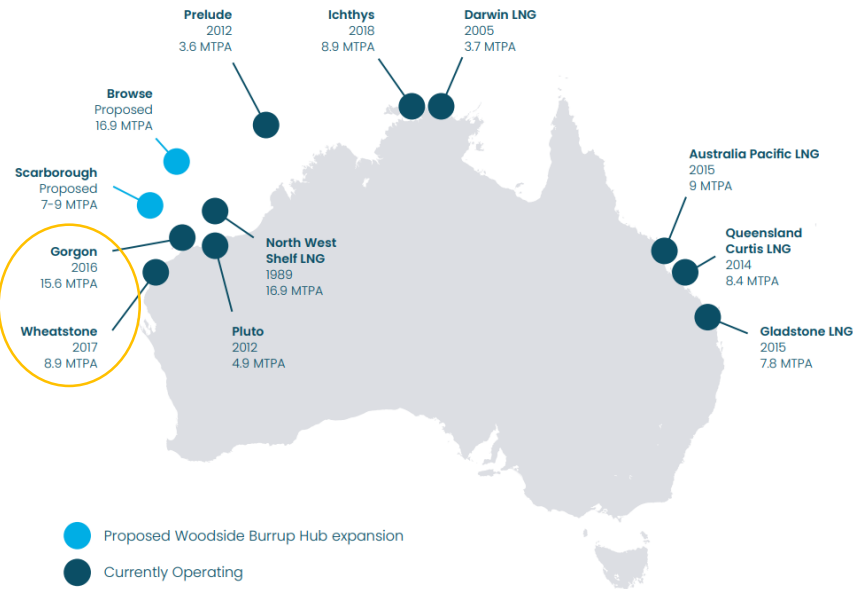 Prelude
2012
3.6 MTPA
Ichthys
2018
8.9 MTPA
Darwin LNG
2005
3.7 MTPA
Browse
Proposed
16.9 MTPA
Scarborough
Proposed
7-9 MTPA
Gorgon
2016
15.6 MTPA
Wheatstone
2017
8.9 MTPA
North West
Shelf LNG
1989
16.9 MTPA
Pluto
2012
4.9 MTPA
Australia Pacific LNG
2015
9 MTPA
Queensland
Curtis LNG
2014
8.4 MTPA
Gladstone LNG
2015
7.8 MTPA
Proposed Woodside Burrup Hub expansion
Currently Operating